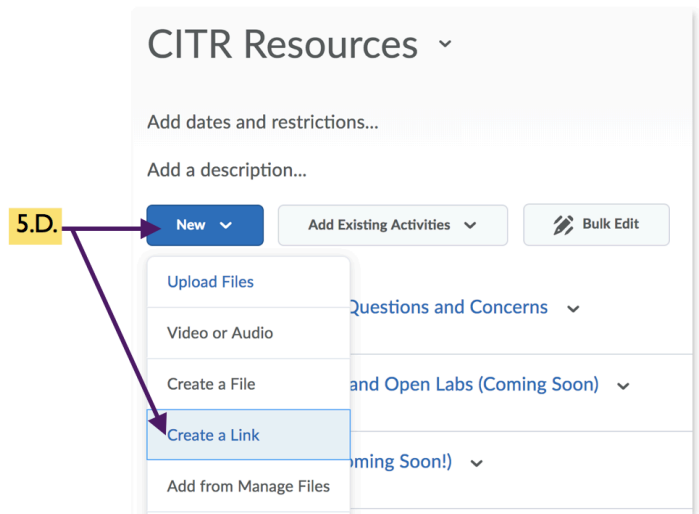 CITR Resources
Add dates and restrictions...
Add a description...
5.D.
New
Add Existing Activities
Bulk Edit
Upload Files
Questions and Concerns
Video or Audio
Create a File
and Open Labs (Coming Soon)
Create a Link
oming Soon!)
Add from Manage Files